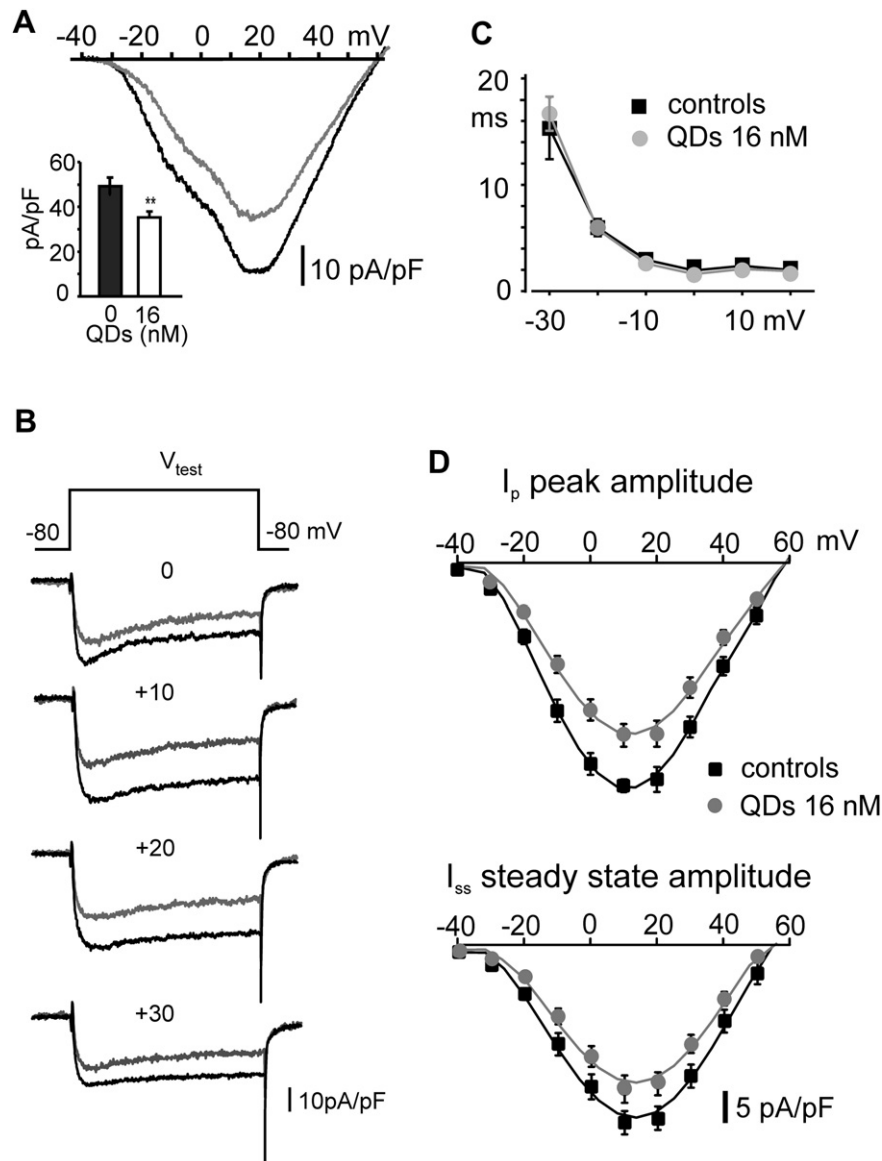 A
-40 -20 0 20 40 mV
60
40
20
0
pA/pF
**
0 16
QDs (nM)
10 pA/pF
C
20
ms
10
0
controls
QDs 16 nM
-30 -10 10 mV
B
Vtest
-80 -80 mV
0
+10
+20
+30
10pA/pF
D
Ip peak amplitude
-40 -20 0 20 40 60 mV
controls
QDs 16 nM
Iss steady state amplitude
-40 -20 0 20 40 60
5 pA/pF